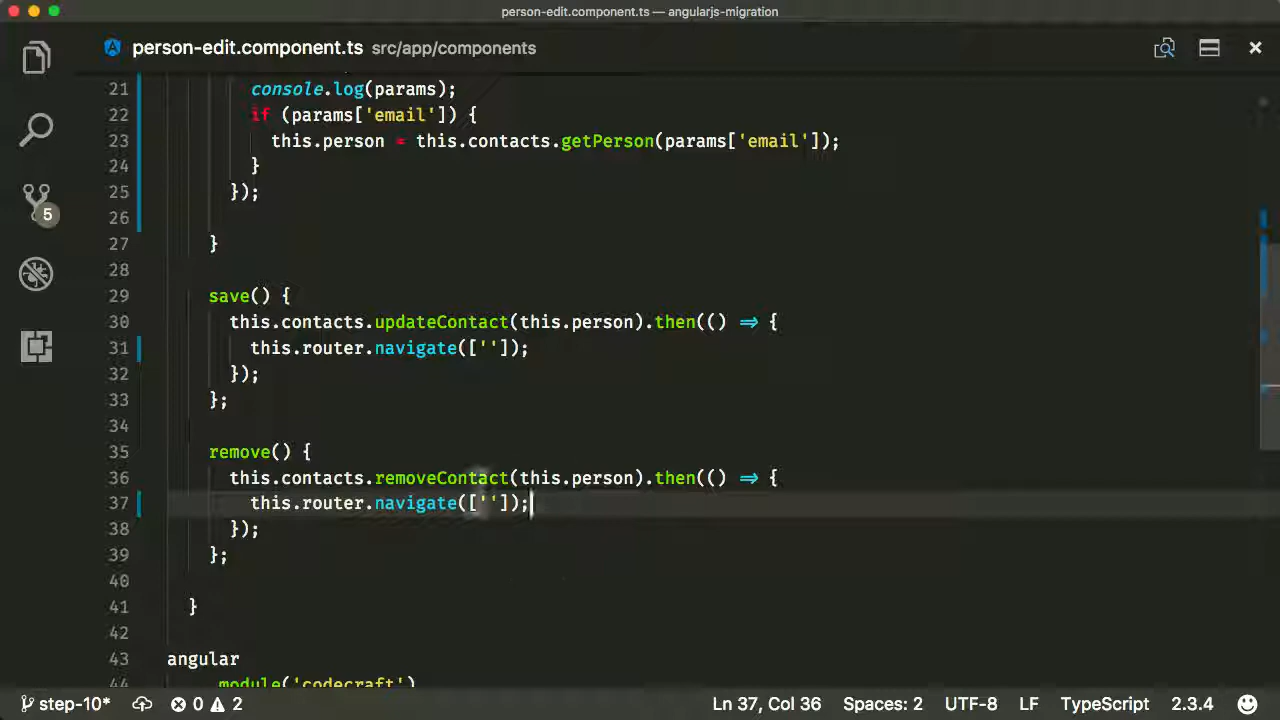 person-edit.component.ts — angularjs-migration
person-edit.component.ts src/app/components
21 console.log(params);
22 if (params['email']) {
23 this.person = this.contacts.getPerson(params['email']);
24 }
25 });
26
27 }
28
29 save() {
30 this.contacts.updateContact(this.person).then(() => {
31 this.router.navigate(['']);
32 });
33 };
34
35 remove() {
36 this.contacts.removeContact(this.person).then(() => {
37 this.router.navigate(['']);
38 });
39 };
40
41 }
42
43 angular
44 .module('codecraft')
5
step-10* 0 2 Ln 37, Col 36 Spaces: 2 UTF-8 LF TypeScript 2.3.4